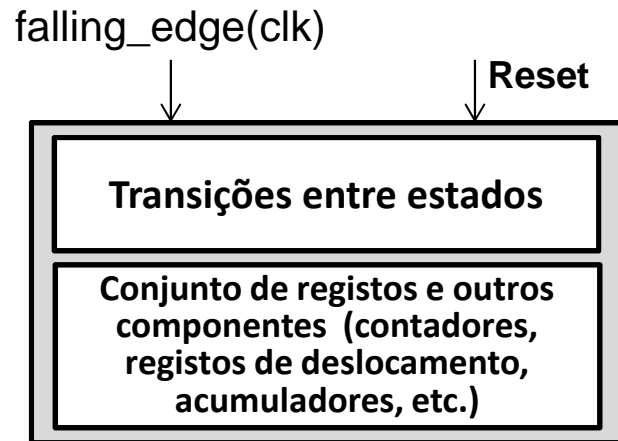 falling_edge(clk)
Reset
Transições entre estados
Conjunto de registos e outros
componentes (contadores,
registos de deslocamento,
acumuladores, etc.)